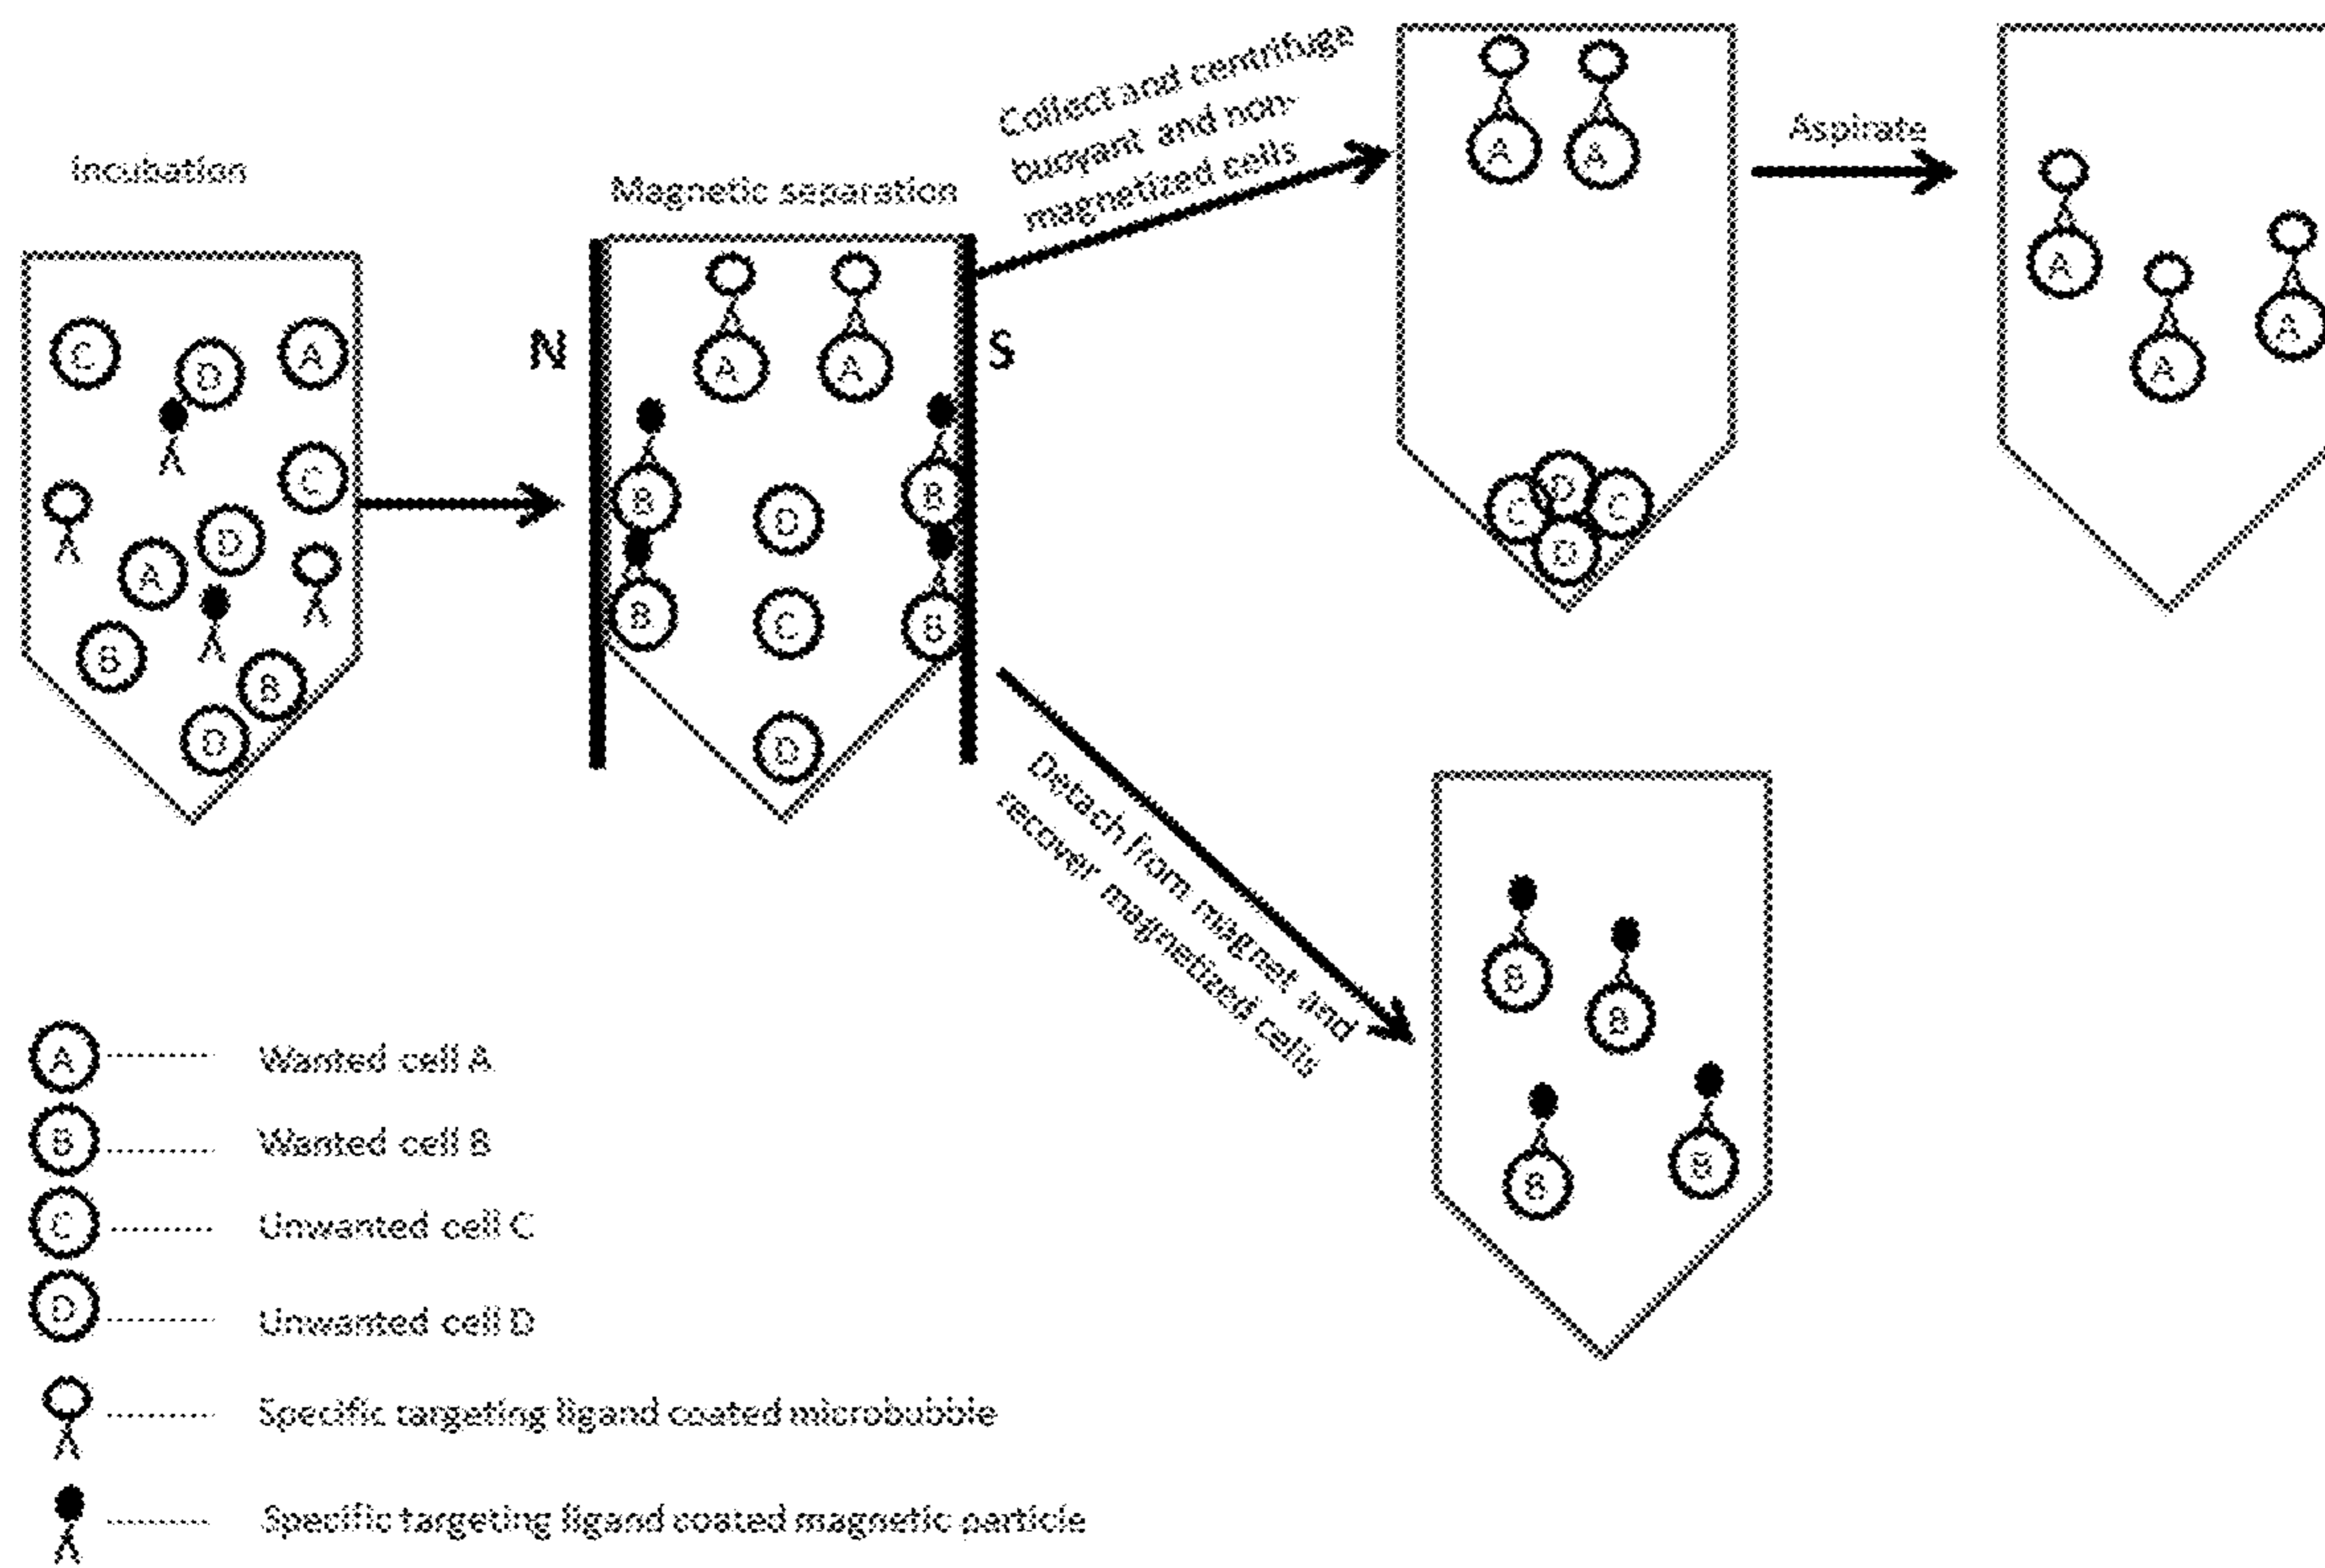 Incubation
C
D
A
C
D
A
B
B
D
Magnetic separation
N
S
A
A
B
B
D
B
C
B
D
Collect and centrifuge
buoyant and non-
magnetized cells
A
A
D
C
C
D
Aspirate
A
A
A
Detach from magnet and
recover magnetized cells
B
B
B
B
A Wanted cell A
B Wanted cell B
C Unwanted cell C
D Unwanted cell D
Specific targeting ligand coated microbubble
Specific targeting ligand coated magnetic particle